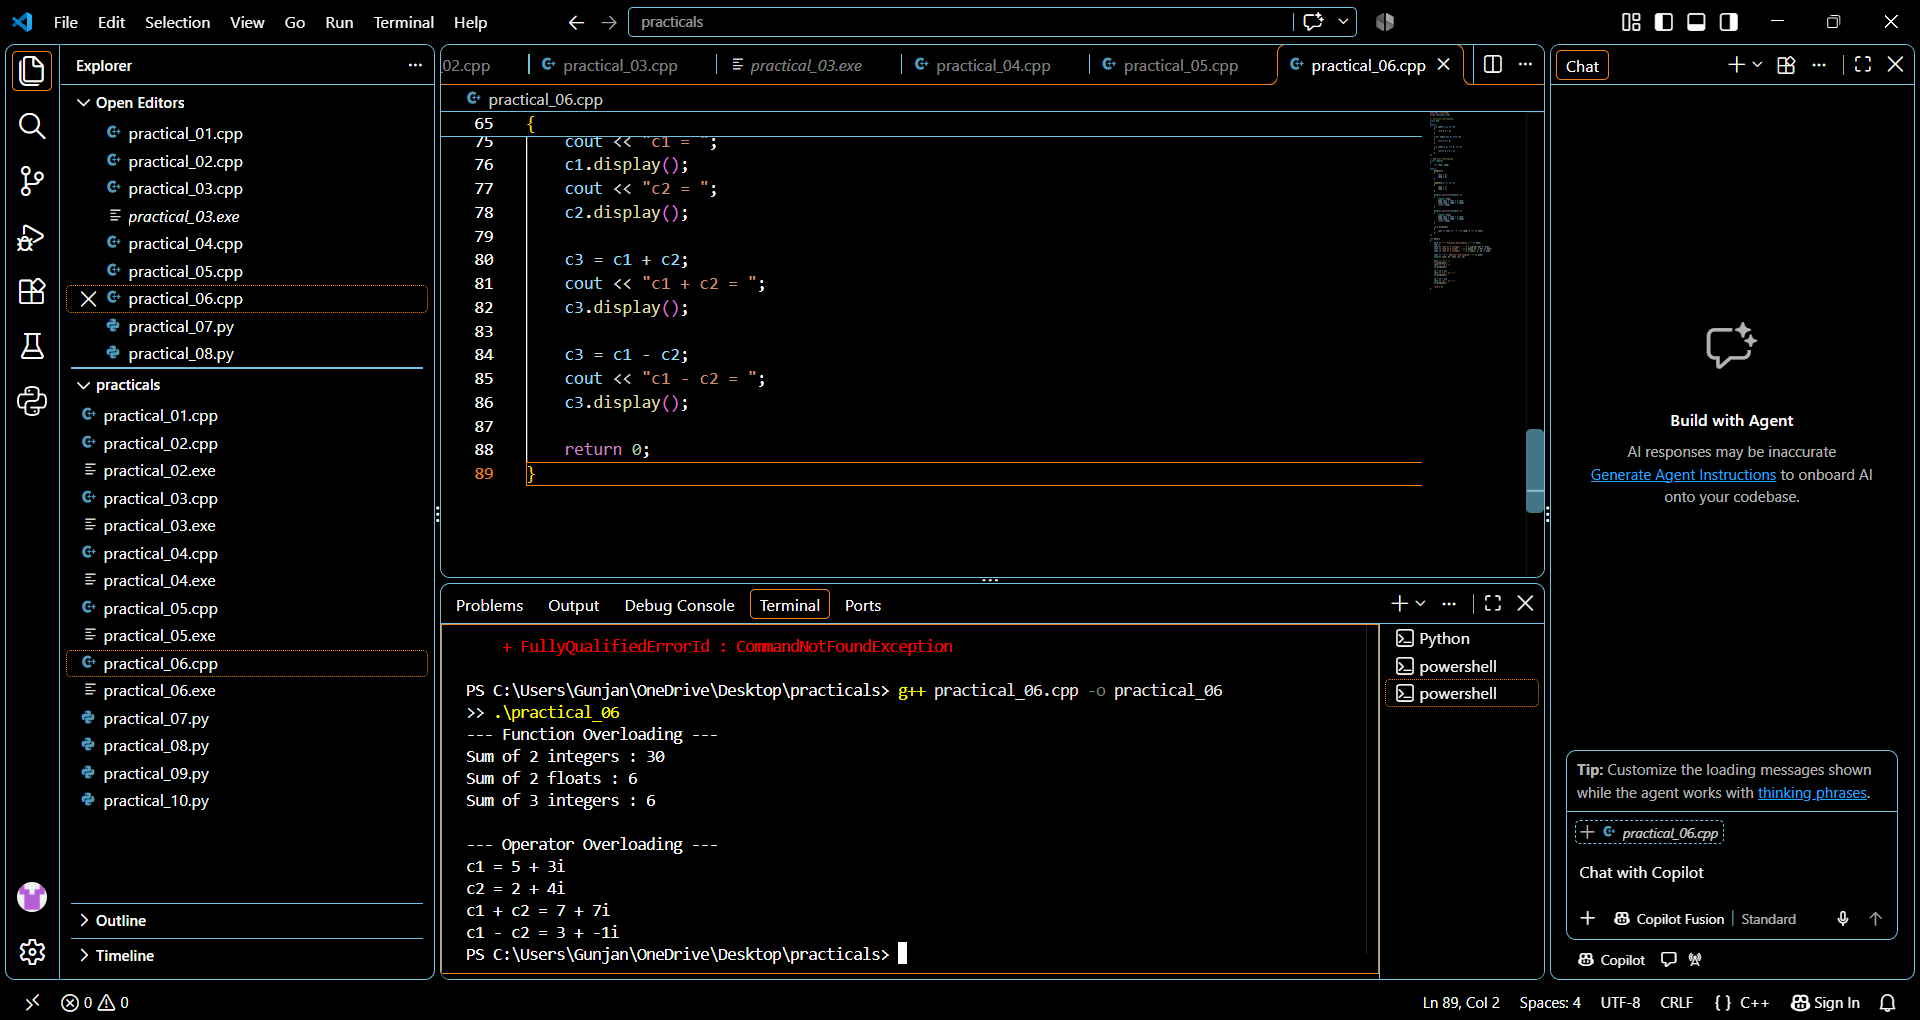 File Edit Selection View Go Run Terminal Help
practicals
Explorer
Open Editors
practical_01.cpp
practical_02.cpp
practical_03.cpp
practical_03.exe
practical_04.cpp
practical_05.cpp
practical_06.cpp
practical_07.py
practical_08.py
practicals
practical_01.cpp
practical_02.cpp
practical_02.exe
practical_03.cpp
practical_03.exe
practical_04.cpp
practical_04.exe
practical_05.cpp
practical_05.exe
practical_06.cpp
practical_06.exe
practical_07.py
practical_08.py
practical_09.py
practical_10.py
Outline
Timeline
02.cpp practical_03.cpp practical_03.exe practical_04.cpp practical_05.cpp practical_06.cpp
practical_06.cpp
65 {
75 cout << "c1 = ";
76 c1.display();
77 cout << "c2 = ";
78 c2.display();
79
80 c3 = c1 + c2;
81 cout << "c1 + c2 = ";
82 c3.display();
83
84 c3 = c1 - c2;
85 cout << "c1 - c2 = ";
86 c3.display();
87
88 return 0;
89 }
Problems Output Debug Console Terminal Ports
+ FullyQualifiedErrorId : CommandNotFoundException
PS C:\Users\Gunjan\OneDrive\Desktop\practicals> g++ practical_06.cpp -o practical_06
>> .\practical_06
--- Function Overloading ---
Sum of 2 integers : 30
Sum of 2 floats : 6
Sum of 3 integers : 6
--- Operator Overloading ---
c1 = 5 + 3i
c2 = 2 + 4i
c1 + c2 = 7 + 7i
c1 - c2 = 3 + -1i
PS C:\Users\Gunjan\OneDrive\Desktop\practicals>
Python
powershell
powershell
Chat
Build with Agent
AI responses may be inaccurate
Generate Agent Instructions to onboard AI
onto your codebase.
Tip: Customize the loading messages shown
while the agent works with thinking phrases.
practical_06.cpp
Chat with Copilot
Copilot Fusion Standard
Copilot
0 0
Ln 89, Col 2 Spaces: 4 UTF-8 CRLF {} C++ Sign In